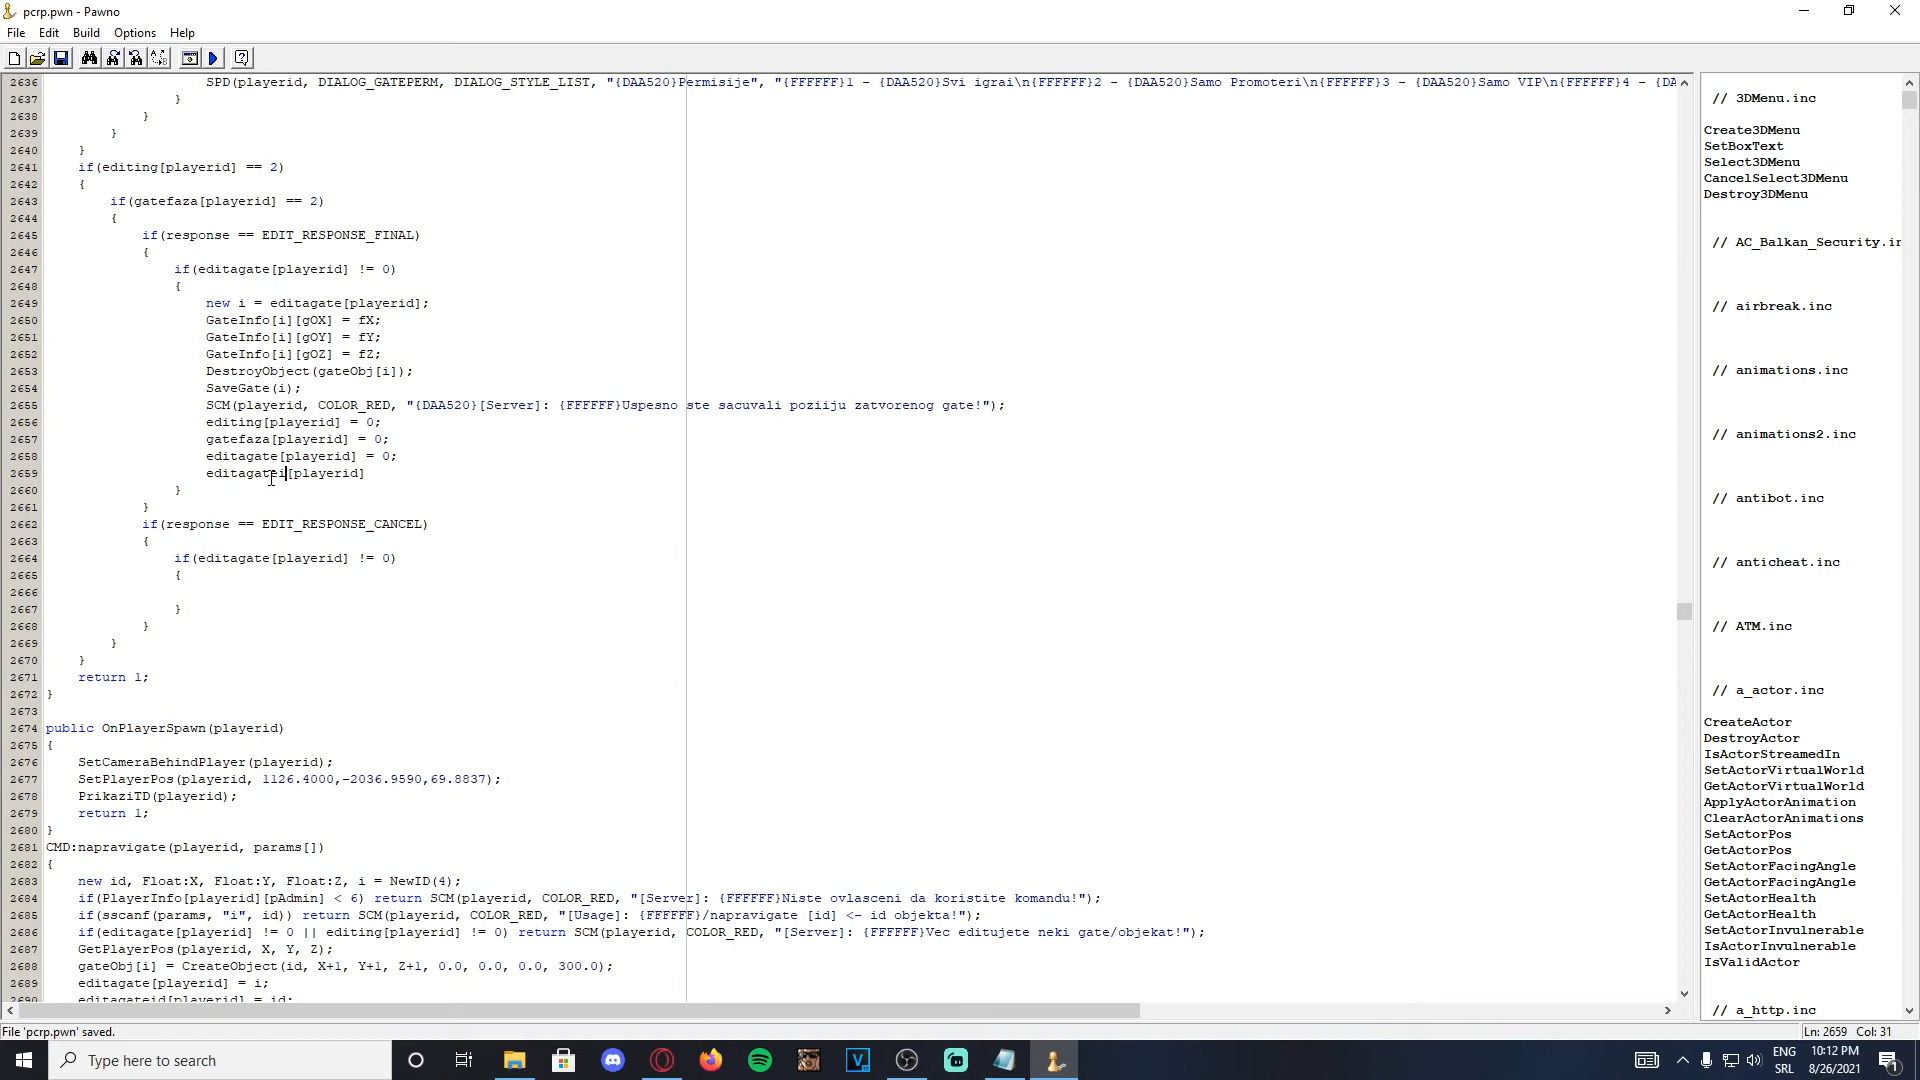 pcrp.pwn - Pawno
File Edit Build Options Help
2636 SPD(playerid, DIALOG_GATEPERM, DIALOG_STYLE_LIST, "{DAA520}Permisije", "{FFFFFF}1 - {DAA520}Svi igrai\n{FFFFFF}2 - {DAA520}Samo Promoteri\n{FFFFFF}3 - {DAA520}Samo VIP\n{FFFFFF}4 - {DA
2637 }
2638 }
2639 }
2640 }
2641 if(editing[playerid] == 2)
2642 {
2643 if(gatefaza[playerid] == 2)
2644 {
2645 if(response == EDIT_RESPONSE_FINAL)
2646 {
2647 if(editagate[playerid] != 0)
2648 {
2649 new i = editagate[playerid];
2650 GateInfo[i][gOX] = fX;
2651 GateInfo[i][gOY] = fY;
2652 GateInfo[i][gOZ] = fZ;
2653 DestroyObject(gateObj[i]);
2654 SaveGate(i);
2655 SCM(playerid, COLOR_RED, "{DAA520}[Server]: {FFFFFF}Uspesno ste sacuvali poziiju zatvorenog gate!");
2656 editing[playerid] = 0;
2657 gatefaza[playerid] = 0;
2658 editagate[playerid] = 0;
2659 editagatei[playerid]
2660 }
2661 }
2662 if(response == EDIT_RESPONSE_CANCEL)
2663 {
2664 if(editagate[playerid] != 0)
2665 {
2666
2667 }
2668 }
2669 }
2670 }
2671 return 1;
2672 }
2673
2674 public OnPlayerSpawn(playerid)
2675 {
2676 SetCameraBehindPlayer(playerid);
2677 SetPlayerPos(playerid, 1126.4000,-2036.9590,69.8837);
2678 PrikaziTD(playerid);
2679 return 1;
2680 }
2681 CMD:napravigate(playerid, params[])
2682 {
2683 new id, Float:X, Float:Y, Float:Z, i = NewID(4);
2684 if(PlayerInfo[playerid][pAdmin] < 6) return SCM(playerid, COLOR_RED, "[Server]: {FFFFFF}Niste ovlasceni da koristite komandu!");
2685 if(sscanf(params, "i", id)) return SCM(playerid, COLOR_RED, "[Usage]: {FFFFFF}/napravigate [id] <- id objekta!");
2686 if(editagate[playerid] != 0 || editing[playerid] != 0) return SCM(playerid, COLOR_RED, "[Server]: {FFFFFF}Vec editujete neki gate/objekat!");
2687 GetPlayerPos(playerid, X, Y, Z);
2688 gateObj[i] = CreateObject(id, X+1, Y+1, Z+1, 0.0, 0.0, 0.0, 300.0);
2689 editagate[playerid] = i;
2690 editagateid[playerid] = id;
// 3DMenu.inc
Create3DMenu
SetBoxText
Select3DMenu
CancelSelect3DMenu
Destroy3DMenu
// AC_Balkan_Security.in
// airbreak.inc
// animations.inc
// animations2.inc
// antibot.inc
// anticheat.inc
// ATM.inc
// a_actor.inc
CreateActor
DestroyActor
IsActorStreamedIn
SetActorVirtualWorld
GetActorVirtualWorld
ApplyActorAnimation
ClearActorAnimations
SetActorPos
GetActorPos
SetActorFacingAngle
GetActorFacingAngle
SetActorHealth
GetActorHealth
SetActorInvulnerable
IsActorInvulnerable
IsValidActor
// a_http.inc
File 'pcrp.pwn' saved.
Ln: 2659 Col: 31
Type here to search
ENG
SRL
10:12 PM
8/26/2021
1